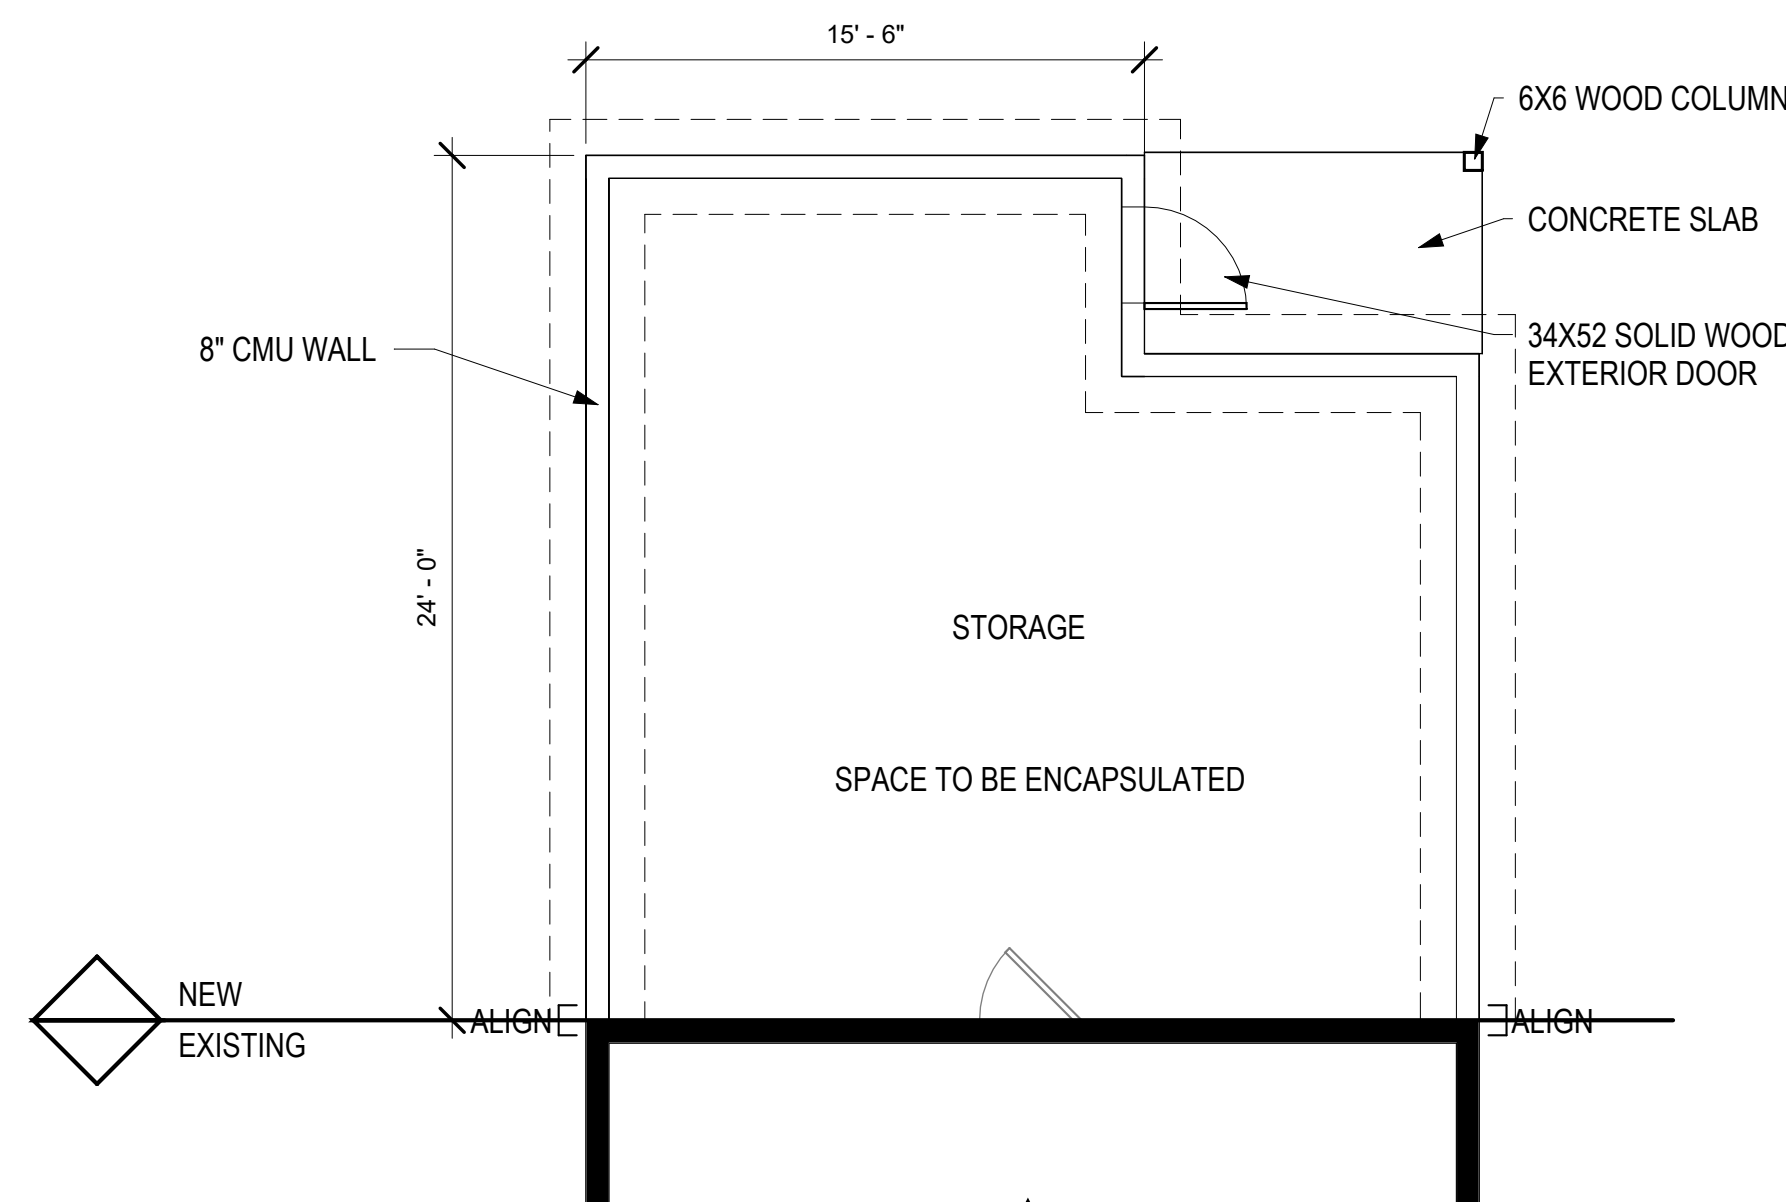 15' - 6"
6X6 WOOD COLUMN
CONCRETE SLAB
8" CMU WALL
34X52 SOLID WOOD
EXTERIOR DOOR
24' - 0"
STORAGE
SPACE TO BE ENCAPSULATED
NEW
ALIGN
ALIGN
EXISTING